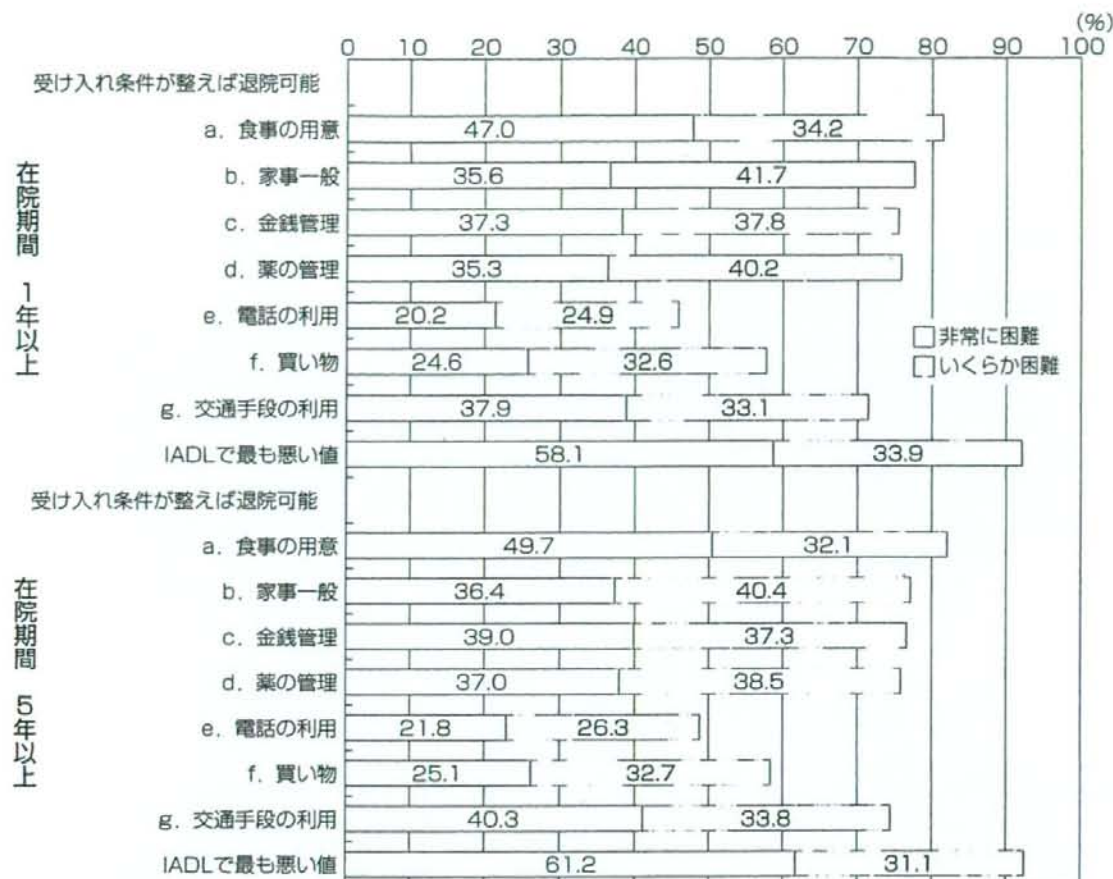 (%)
0 10 20 30 40 50 60 70 80 90 100
受け入れ条件が整えば退院可能
a. 食事の用意 47.0 34.2
b. 家事一般 35.6 41.7
c. 金銭管理 37.3 37.8
d. 薬の管理 35.3 40.2
e. 電話の利用 20.2 24.9
f. 買い物 24.6 32.6
g. 交通手段の利用 37.9 33.1
IADLで最も悪い値 58.1 33.9
在院期間 1年以上
非常に困難
いくらか困難
受け入れ条件が整えば退院可能
a. 食事の用意 49.7 32.1
b. 家事一般 36.4 40.4
c. 金銭管理 39.0 37.3
d. 薬の管理 37.0 38.5
e. 電話の利用 21.8 26.3
f. 買い物 25.1 32.7
g. 交通手段の利用 40.3 33.8
IADLで最も悪い値 61.2 31.1
在院期間 5年以上